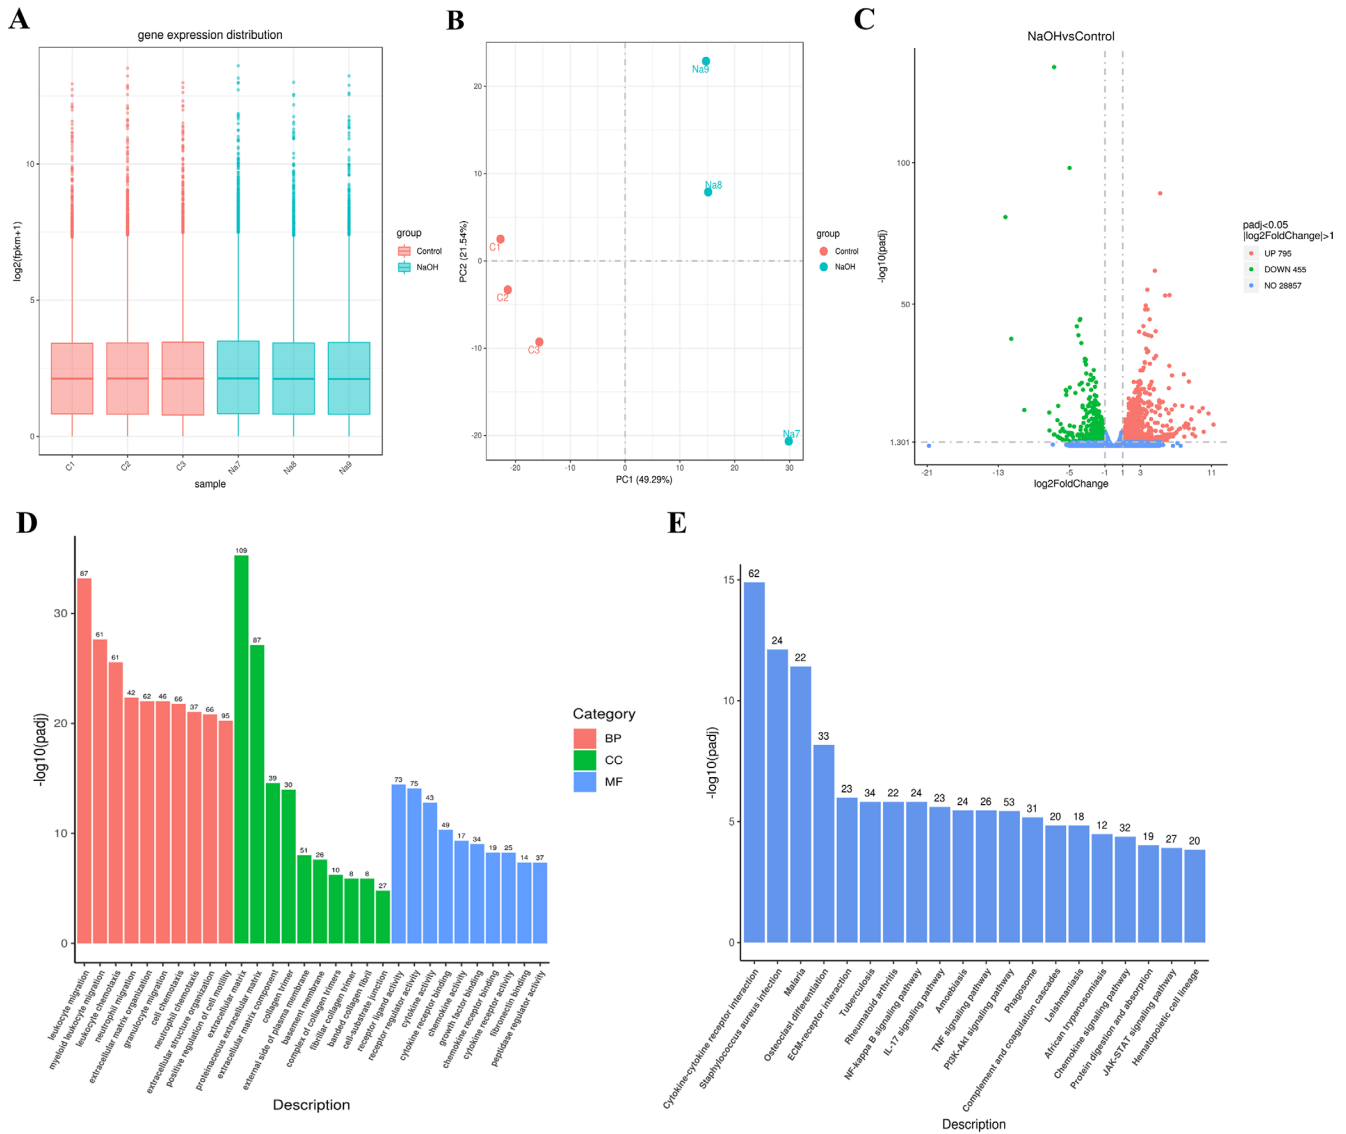 A
gene expression distribution
log2(fpkm+1)
10
5
0
C1
C2
C3
Na7
Na8
Na9
sample
group
Control
NaOH
B
PC2 (21.54%)
20
10
0
-10
-20
Na9
Na8
C1
C2
C3
Na7
-20
-10
0
10
20
30
PC1 (49.29%)
group
Control
NaOH
C
NaOHvsControl
-log10(padj)
100
50
1.301
-21
-13
-5
-1
1
3
11
log2FoldChange
padj<0.05
|log2FoldChange|>1
UP 795
DOWN 455
NO 28857
D
-log10(padj)
30
20
10
0
87
61
61
42
62
46
66
37
66
95
109
87
39
30
51
26
10
8
8
27
73
75
43
49
17
34
19
25
14
37
leukocyte migration
myeloid leukocyte migration
leukocyte chemotaxis
neutrophil migration
extracellular matrix organization
granulocyte migration
cell chemotaxis
neutrophil chemotaxis
extracellular structure organization
positive regulation of cell motility
extracellular matrix
proteinaceous extracellular matrix
extracellular matrix component
collagen trimer
external side of plasma membrane
basement membrane
complex of collagen trimers
fibrillar collagen trimer
banded collagen fibril
cell-substrate junction
receptor ligand activity
receptor regulator activity
cytokine activity
cytokine receptor binding
chemokine activity
growth factor binding
chemokine receptor binding
cytokine receptor activity
fibronectin binding
peptidase regulator activity
Description
Category
BP
CC
MF
E
-log10(padj)
15
10
5
0
62
24
22
33
23
34
22
24
23
24
26
53
31
20
18
12
32
19
27
20
Cytokine-cytokine receptor interaction
Staphylococcus aureus infection
Malaria
Osteoclast differentiation
ECM-receptor interaction
Tuberculosis
Rheumatoid arthritis
NF-kappa B signaling pathway
IL-17 signaling pathway
Amoebiasis
TNF signaling pathway
PI3K-Akt signaling pathway
Phagosome
Complement and coagulation cascades
Leishmaniasis
African trypanosomiasis
Chemokine signaling pathway
Protein digestion and absorption
JAK-STAT signaling pathway
Hematopoietic cell lineage
Description